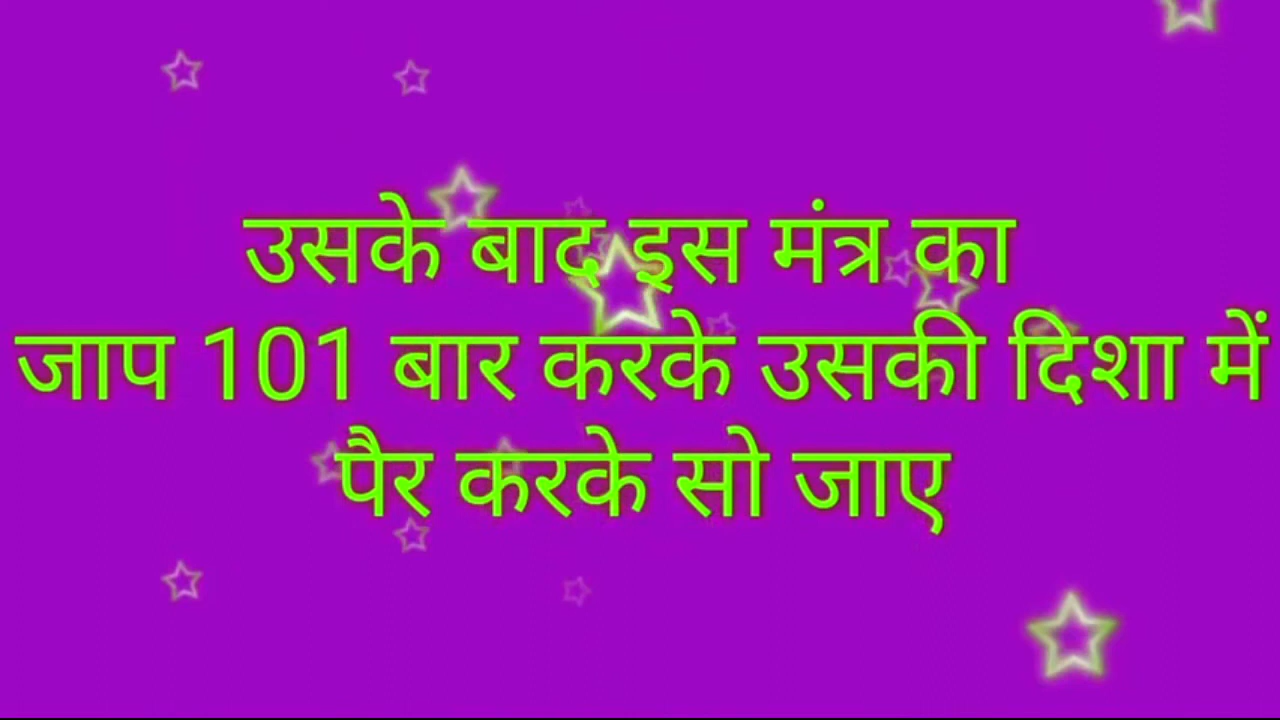 उसके बाद इस मंत्र का
जाप 101 बार करके उसकी दिशा में
पैर करके सो जाए